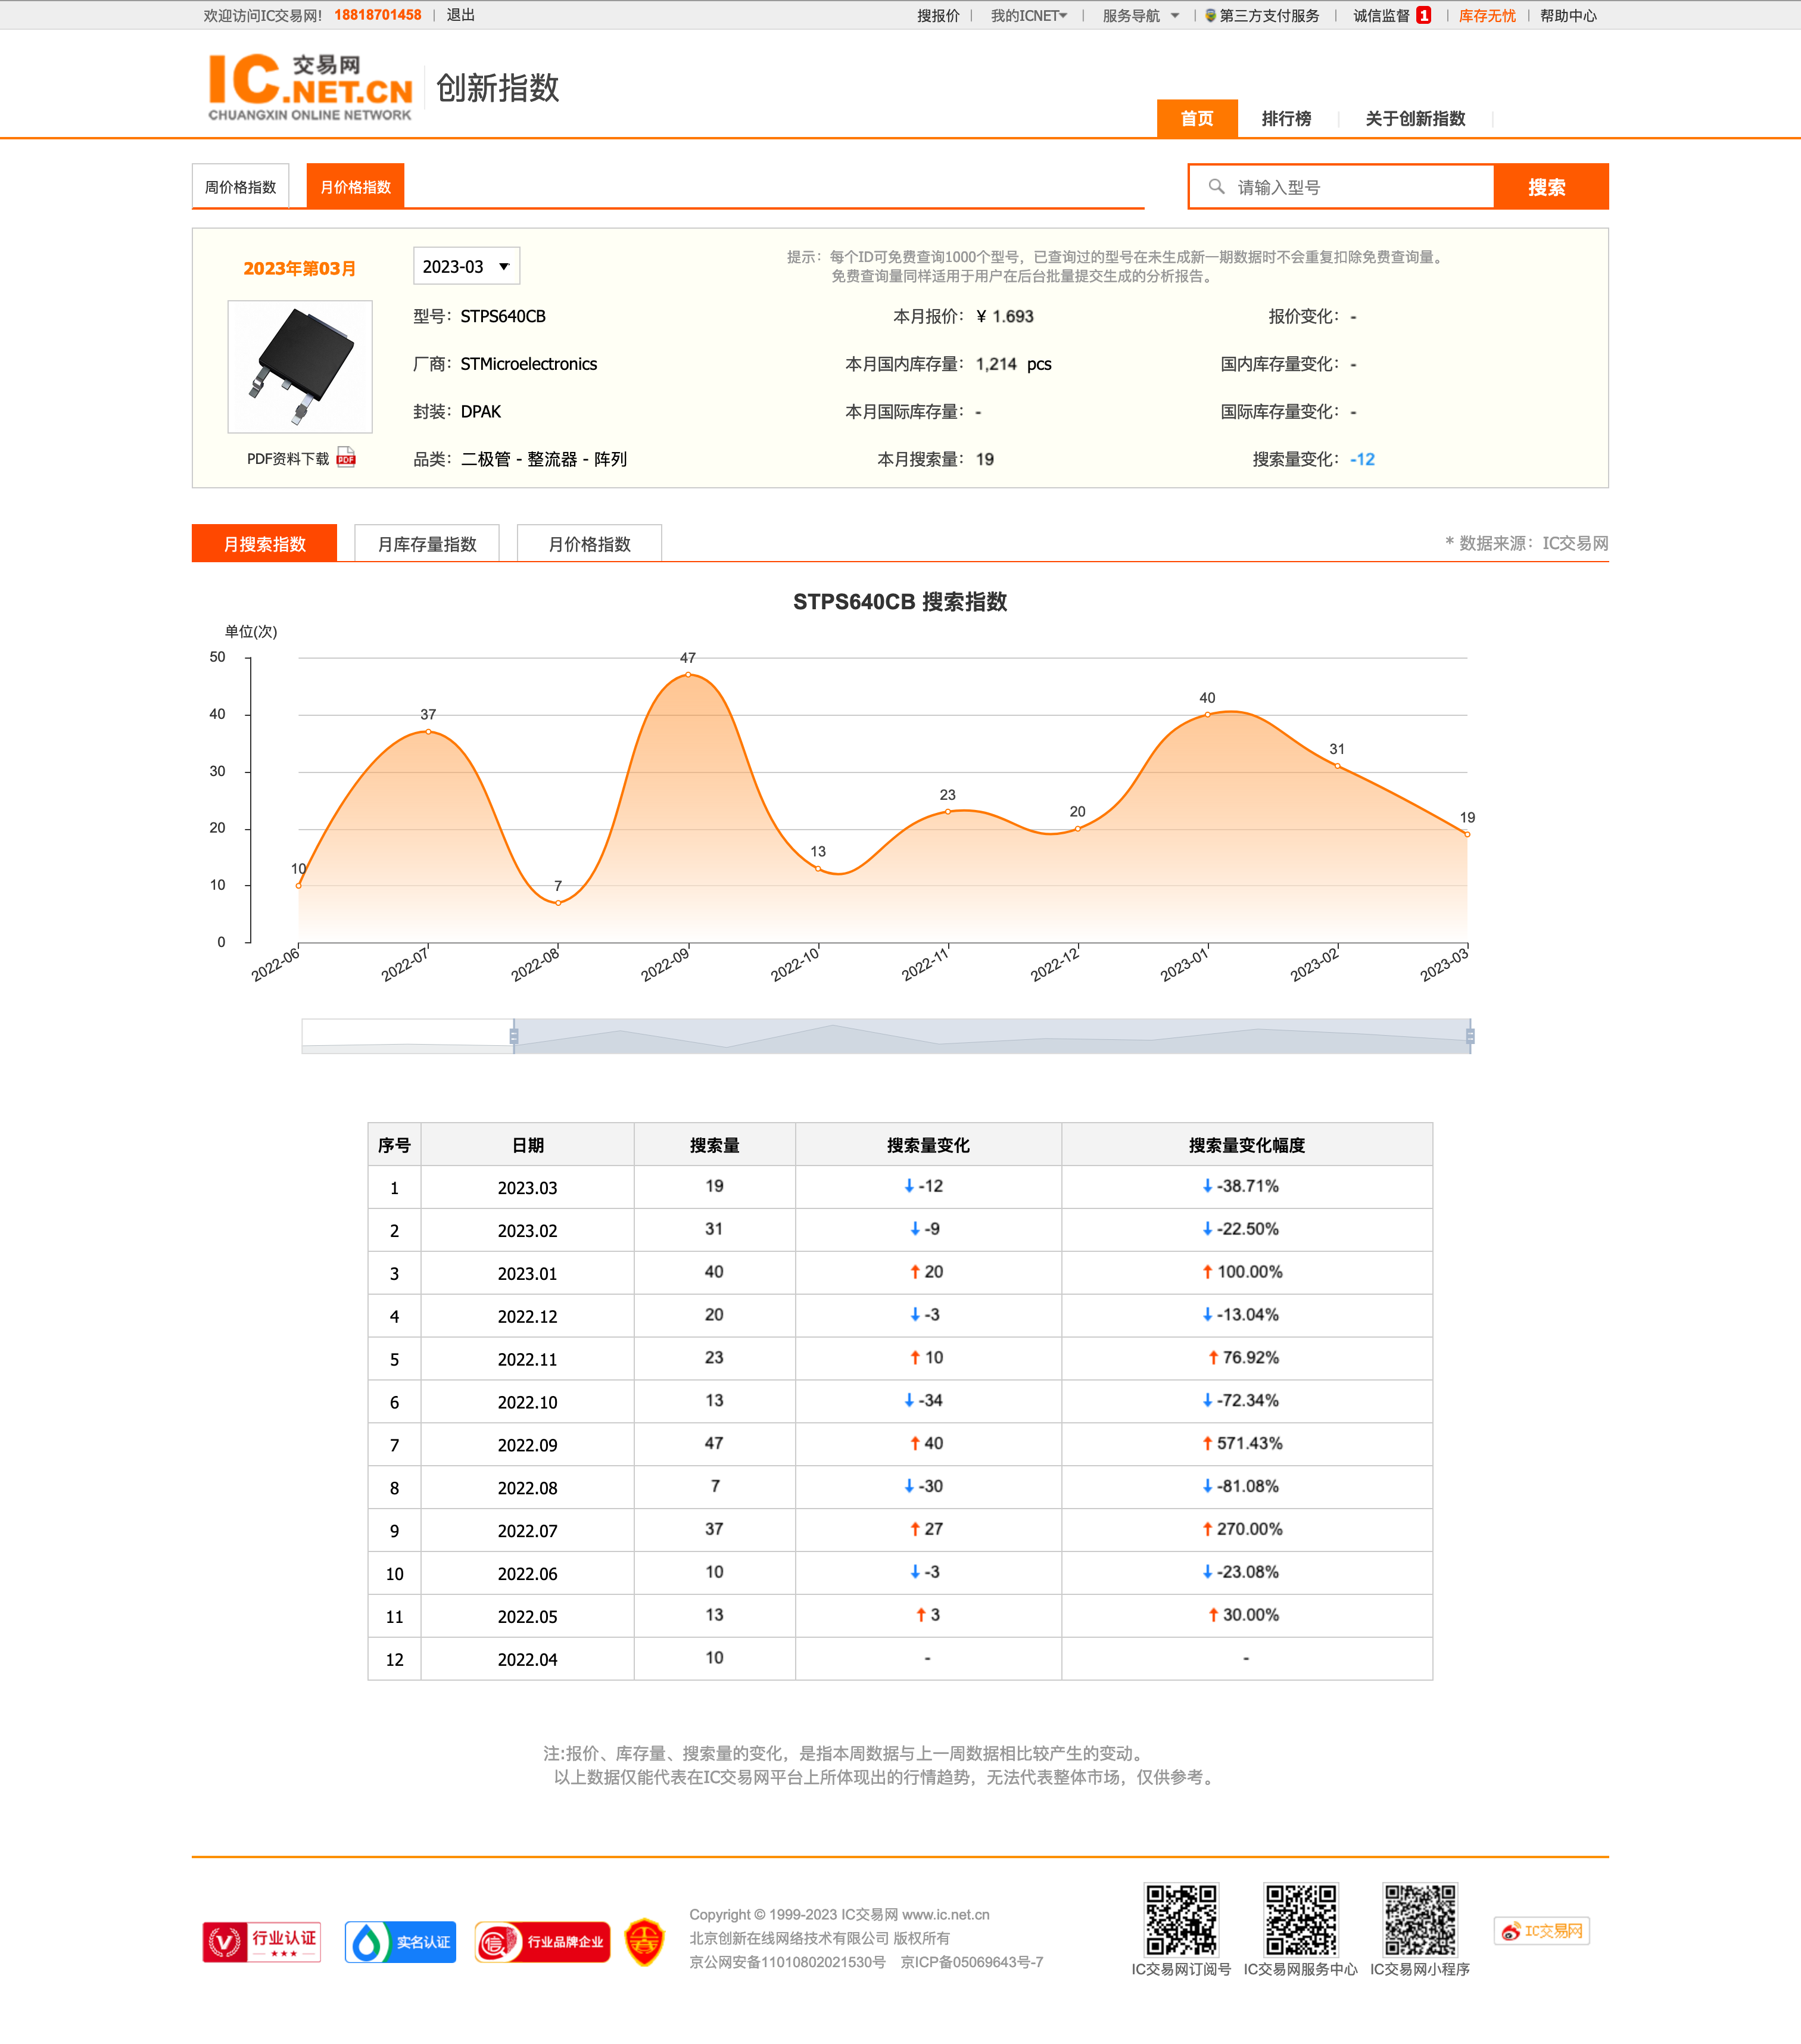 欢迎访问IC交易网! 18818701458 | 退出 搜报价 | 我的ICNET | 服务导航 | 第三方支付服务 | 诚信监督 1 | 库存无忧 | 帮助中心
IC 交易网
.NET.CN
CHUANGXIN ONLINE NETWORK
创新指数
首页 排行榜 关于创新指数
周价格指数 月价格指数 请输入型号 搜索
2023年第03月 2023-03
提示：每个ID可免费查询1000个型号，已查询过的型号在未生成新一期数据时不会重复扣除免费查询量。
免费查询量同样适用于用户在后台批量提交生成的分析报告。
型号：STPS640CB 本月报价：¥ 1.693 报价变化：-
厂商：STMicroelectronics 本月国内库存量：1,214 pcs 国内库存量变化：-
封装：DPAK 本月国际库存量：- 国际库存量变化：-
PDF资料下载 PDF 品类：二极管 - 整流器 - 阵列 本月搜索量：19 搜索量变化：-12
月搜索指数 月库存量指数 月价格指数 * 数据来源：IC交易网
STPS640CB 搜索指数
单位(次)
50
40
30
20
10
0
10 37 7 47 13 23 20 40 31 19
2022-06 2022-07 2022-08 2022-09 2022-10 2022-11 2022-12 2023-01 2023-02 2023-03
序号 日期 搜索量 搜索量变化 搜索量变化幅度
1 2023.03 19 ↓ -12 ↓ -38.71%
2 2023.02 31 ↓ -9 ↓ -22.50%
3 2023.01 40 ↑ 20 ↑ 100.00%
4 2022.12 20 ↓ -3 ↓ -13.04%
5 2022.11 23 ↑ 10 ↑ 76.92%
6 2022.10 13 ↓ -34 ↓ -72.34%
7 2022.09 47 ↑ 40 ↑ 571.43%
8 2022.08 7 ↓ -30 ↓ -81.08%
9 2022.07 37 ↑ 27 ↑ 270.00%
10 2022.06 10 ↓ -3 ↓ -23.08%
11 2022.05 13 ↑ 3 ↑ 30.00%
12 2022.04 10 - -
注:报价、库存量、搜索量的变化，是指本周数据与上一周数据相比较产生的变动。
以上数据仅能代表在IC交易网平台上所体现出的行情趋势，无法代表整体市场，仅供参考。
V 行业认证
实名认证
信 行业品牌企业
Copyright © 1999-2023 IC交易网 www.ic.net.cn
北京创新在线网络技术有限公司 版权所有
京公网安备11010802021530号 京ICP备05069643号-7
IC交易网订阅号 IC交易网服务中心 IC交易网小程序
IC交易网